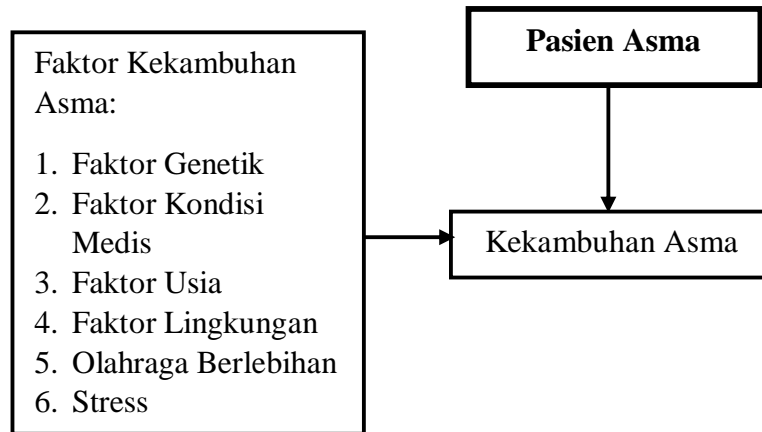 Faktor Kekambuhan
Asma:
1. Faktor Genetik
2. Faktor Kondisi
Medis
3. Faktor Usia
4. Faktor Lingkungan
5. Olahraga Berlebihan
6. Stress
Pasien Asma
Kekambuhan Asma